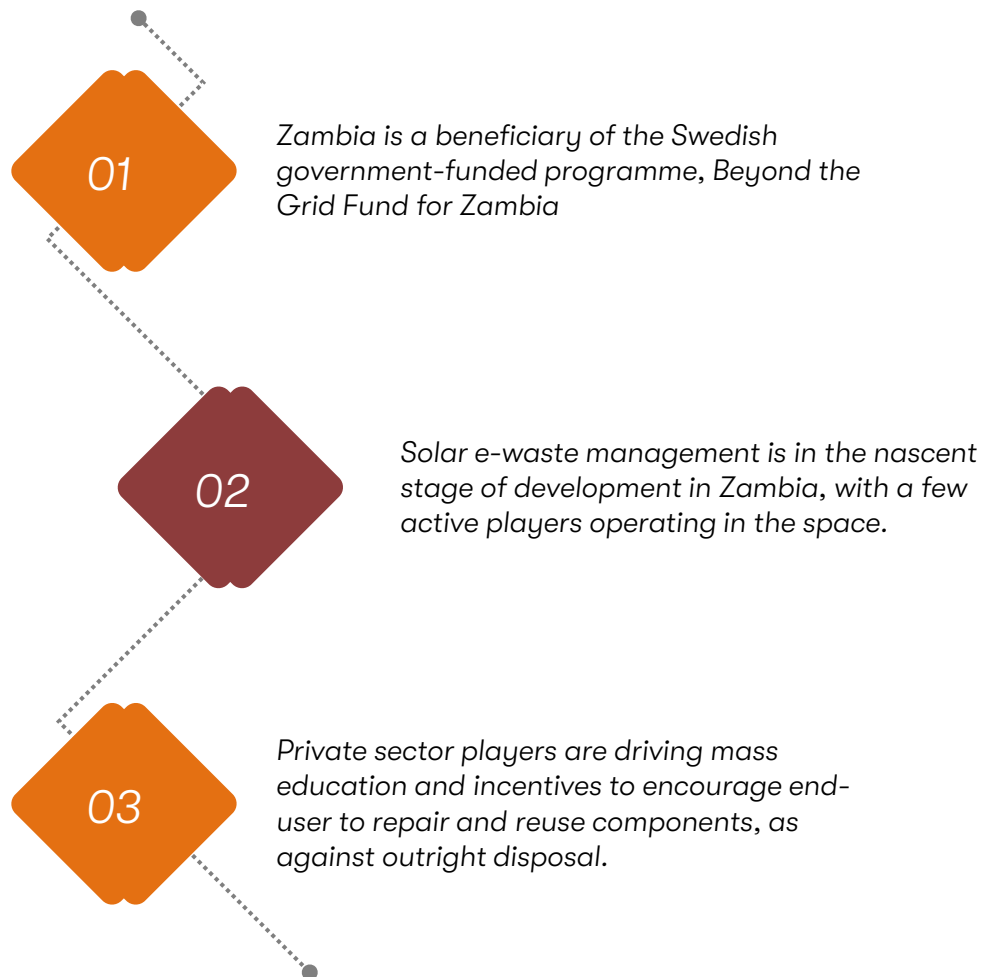 01
Zambia is a beneficiary of the Swedish
government-funded programme, Beyond the
Grid Fund for Zambia
02
Solar e-waste management is in the nascent
stage of development in Zambia, with a few
active players operating in the space.
03
Private sector players are driving mass
education and incentives to encourage end-
user to repair and reuse components, as
against outright disposal.